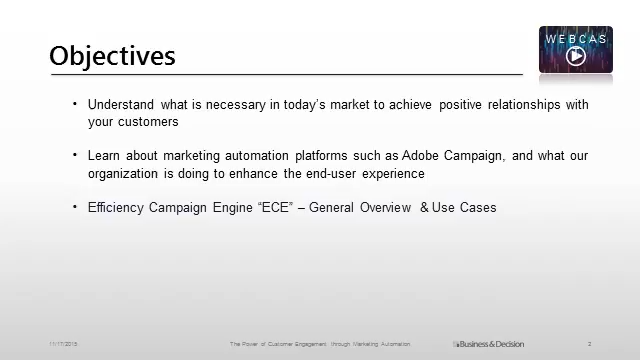 WEBCAS
Objectives
• Understand what is necessary in today's market to achieve positive relationships with
your customers
• Learn about marketing automation platforms such as Adobe Campaign, and what our
organization is doing to enhance the end-user experience
• Efficiency Campaign Engine “ECE” – General Overview & Use Cases
11/17/2015
The Power of Customer Engagement through Marketing Automation
Business & Decision
2